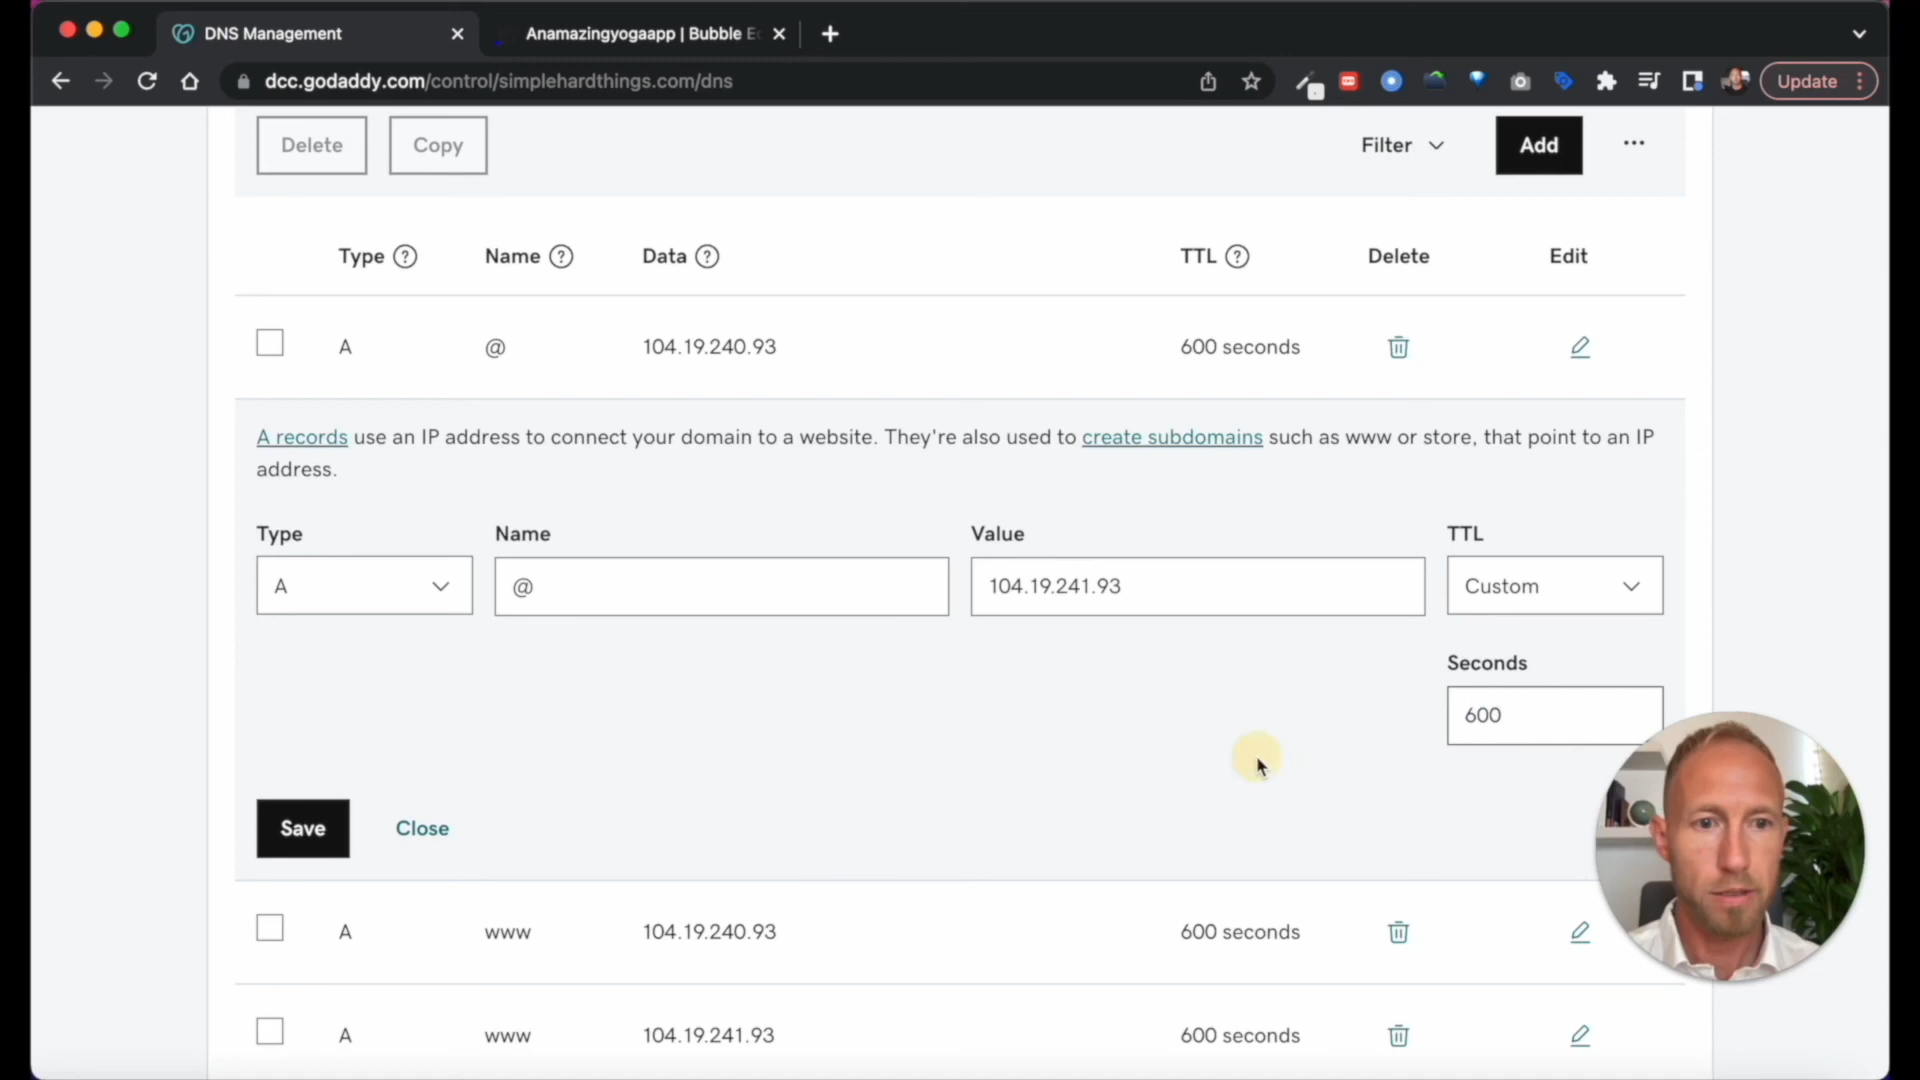 DNS Management
Anamazingyogaapp | Bubble E
dcc.godaddy.com/control/simplehardthings.com/dns
Update
Delete
Copy
Filter
Add
Type ?
Name ?
Data ?
TTL ?
Delete
Edit
A
@
104.19.240.93
600 seconds
A records use an IP address to connect your domain to a website. They're also used to create subdomains such as www or store, that point to an IP
address.
Type
Name
Value
TTL
A
@
104.19.241.93
Custom
Seconds
600
Save
Close
A
www
104.19.240.93
600 seconds
A
www
104.19.241.93
600 seconds